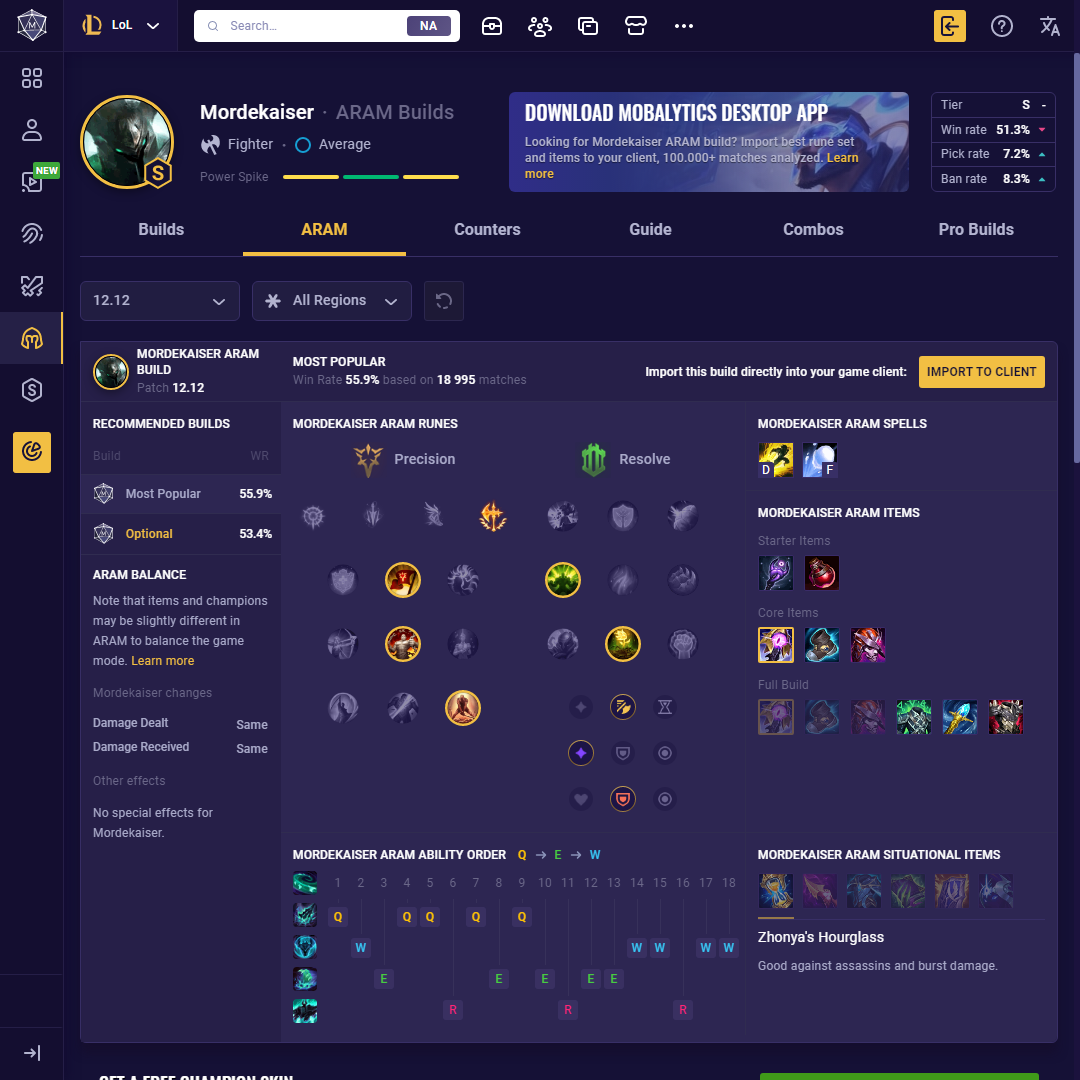 LoL
Search...
NA
NEW
Mordekaiser · ARAM Builds
Fighter · Average
Power Spike
S
DOWNLOAD MOBALYTICS DESKTOP APP
Looking for Mordekaiser ARAM build? Import best rune set
and items to your client, 100.000+ matches analyzed. Learn
more
Tier S -
Win rate 51.3%
Pick rate 7.2%
Ban rate 8.3%
Builds
ARAM
Counters
Guide
Combos
Pro Builds
12.12
All Regions
MORDEKAISER ARAM
BUILD
Patch 12.12
MOST POPULAR
Win Rate 55.9% based on 18 995 matches
Import this build directly into your game client:
IMPORT TO CLIENT
RECOMMENDED BUILDS
Build WR
Most Popular 55.9%
Optional 53.4%
ARAM BALANCE
Note that items and champions
may be slightly different in
ARAM to balance the game
mode. Learn more
Mordekaiser changes
Damage Dealt Same
Damage Received Same
Other effects
No special effects for
Mordekaiser.
MORDEKAISER ARAM RUNES
Precision
Resolve
MORDEKAISER ARAM SPELLS
D
F
MORDEKAISER ARAM ITEMS
Starter Items
Core Items
Full Build
MORDEKAISER ARAM ABILITY ORDER Q → E → W
1 2 3 4 5 6 7 8 9 10 11 12 13 14 15 16 17 18
Q Q Q Q Q
W W W W W
E E E E E
R R R
MORDEKAISER ARAM SITUATIONAL ITEMS
Zhonya's Hourglass
Good against assassins and burst damage.
GET A FREE CHAMPION SKIN